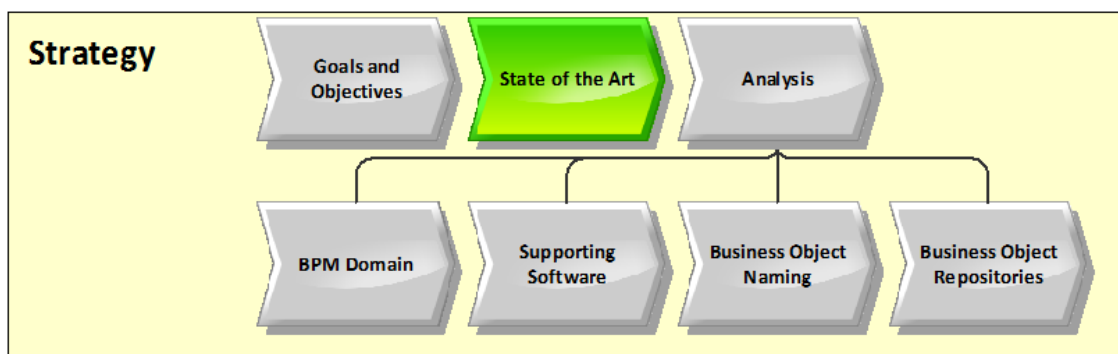 Strategy
Goals and
Objectives
State of the Art
Analysis
BPM Domain
Supporting
Software
Business Object
Naming
Business Object
Repositories